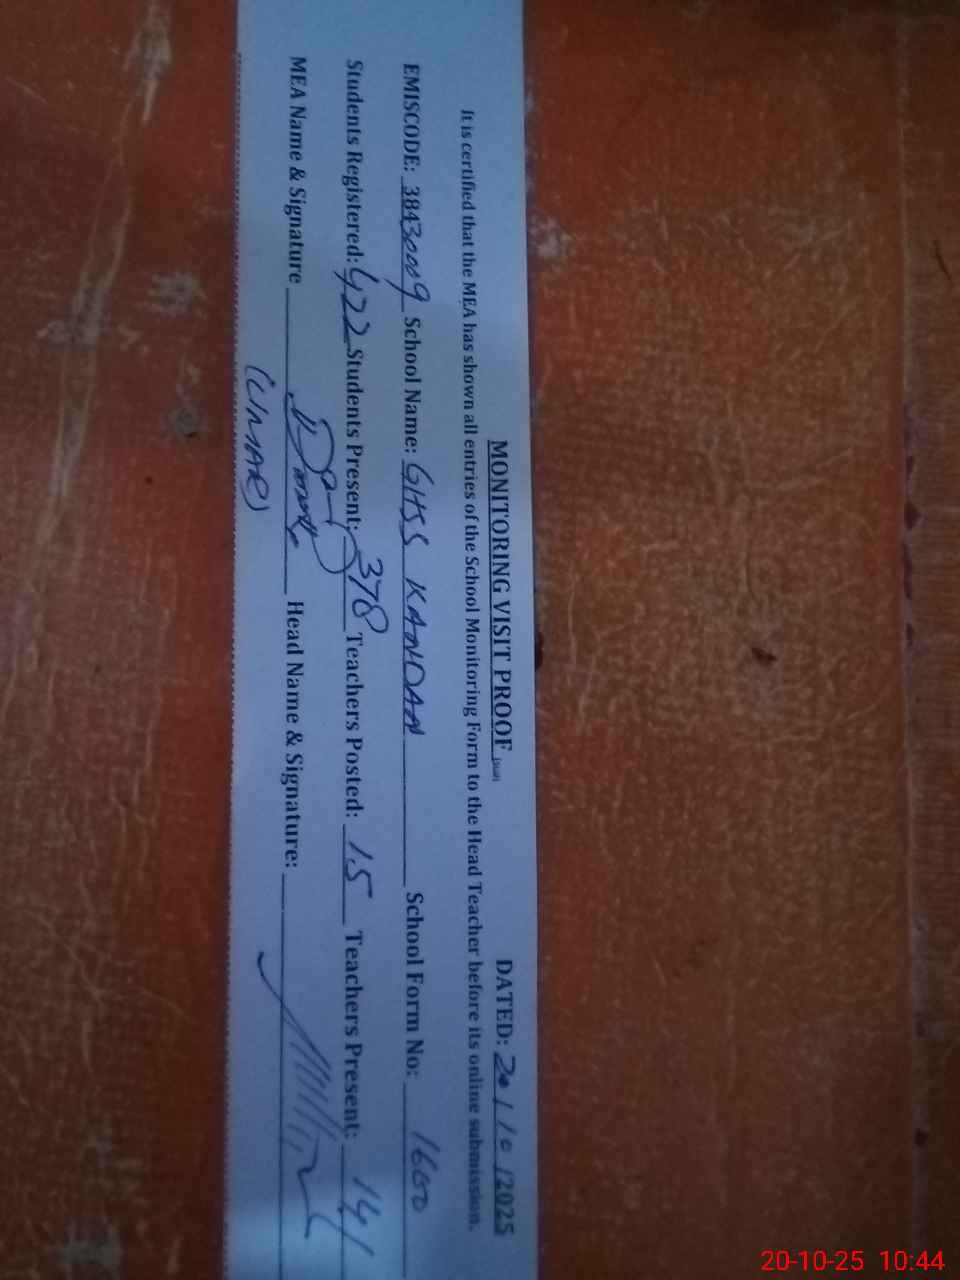 MONITORING VISIT PROOF DATED: 20/10/2025
It is certified that the MEA has shown all entries of the School Monitoring Form to the Head Teacher before its online submission.
EMISCODE: 38430009 School Name: GHSS KANDAN School Form No: 1660
Students Registered: 422 Students Present: 378 Teachers Posted: 15 Teachers Present: 14
MEA Name & Signature Head Name & Signature:
(UMAR)
20-10-25 10:44